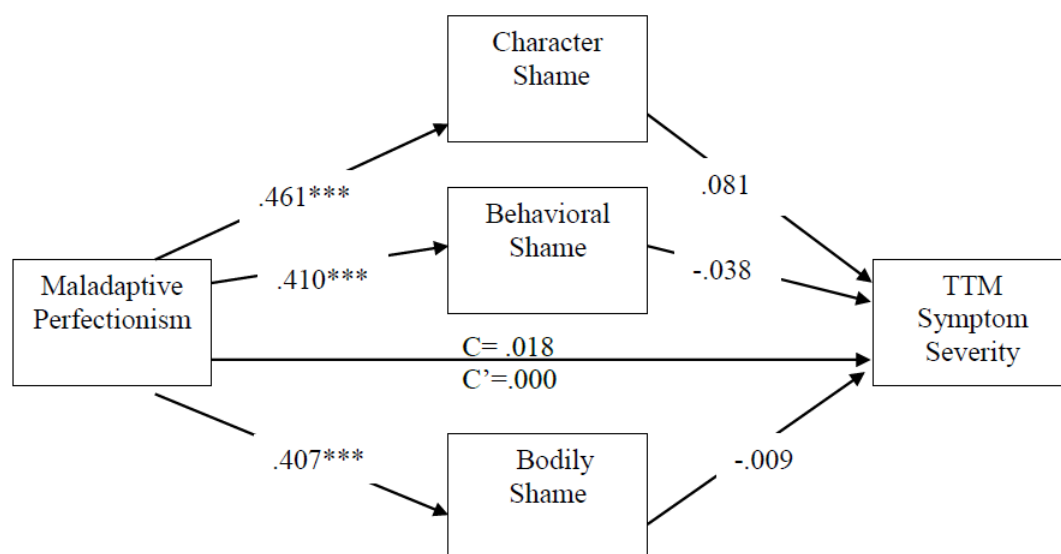 Character
Shame
.461***
.081
Behavioral
Shame
.410***
-.038
Maladaptive
Perfectionism
TTM
Symptom
Severity
C= .018
C’=.000
.407***
Bodily
Shame
-.009